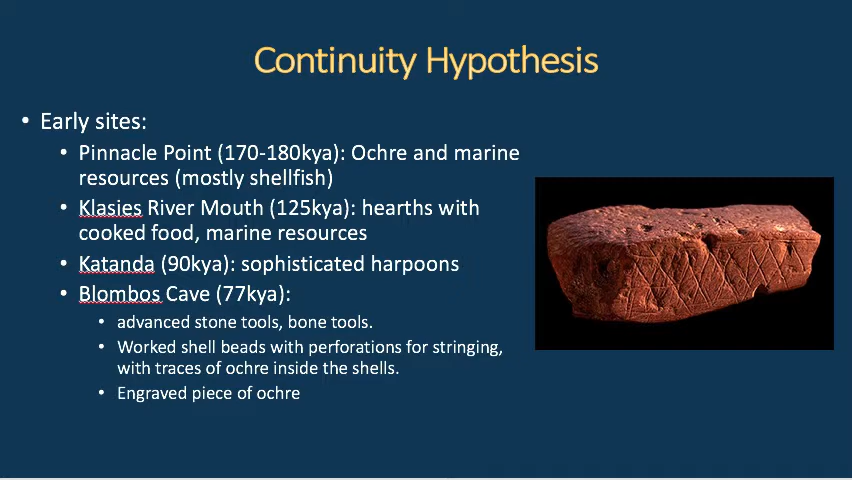 Continuity Hypothesis
• Early sites:
• Pinnacle Point (170-180kya): Ochre and marine
resources (mostly shellfish)
• Klasies River Mouth (125kya): hearths with
cooked food, marine resources
• Katanda (90kya): sophisticated harpoons
• Blombos Cave (77kya):
• advanced stone tools, bone tools.
• Worked shell beads with perforations for stringing,
with traces of ochre inside the shells.
• Engraved piece of ochre